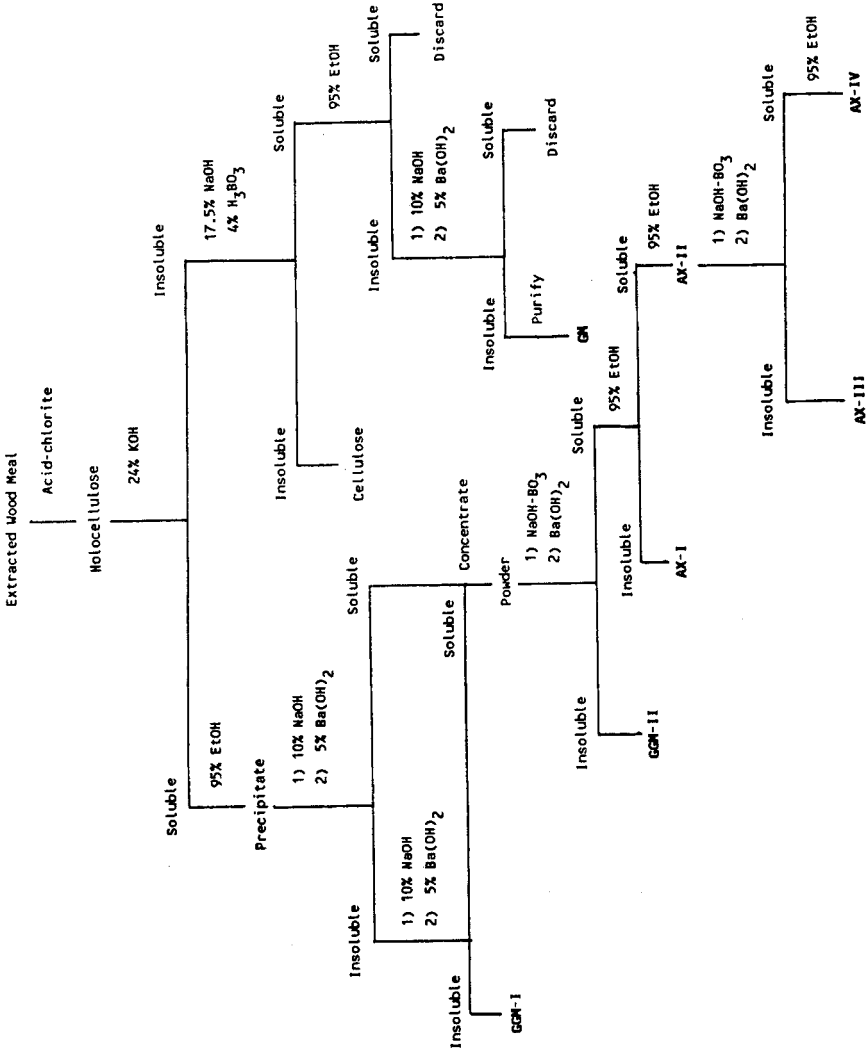 Extracted Wood Meal
Acid-chlorite
Holocellulose
24% KOH
Soluble
Insoluble
95% EtOH
17.5% NaOH
4% H3BO3
Precipitate
1) 10% NaOH
2) 5% Ba(OH)2
Insoluble
Soluble
Insoluble
Soluble
Cellulose
95% EtOH
1) 10% NaOH
2) 5% Ba(OH)2
Insoluble
Soluble
Insoluble
Soluble
Discard
GGM-I
Concentrate
Powder
1) 10% NaOH
2) 5% Ba(OH)2
1) NaOH-BO3
2) Ba(OH)2
Insoluble
Soluble
Purify
Discard
GM
Insoluble
Soluble
GGM-II
95% EtOH
Insoluble
Soluble
AX-I
95% EtOH
AX-II
1) NaOH-BO3
2) Ba(OH)2
Insoluble
Soluble
AX-III
95% EtOH
AX-IV